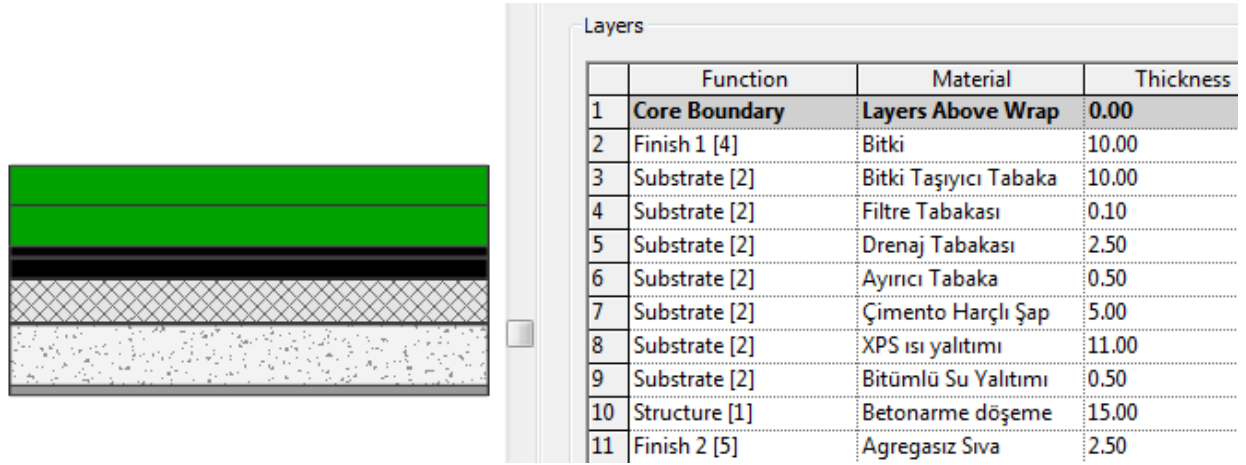 Layers
Function Material Thickness
1 Core Boundary Layers Above Wrap 0.00
2 Finish 1 [4] Bitki 10.00
3 Substrate [2] Bitki Taşıyıcı Tabaka 10.00
4 Substrate [2] Filtre Tabakası 0.10
5 Substrate [2] Drenaj Tabakası 2.50
6 Substrate [2] Ayırıcı Tabaka 0.50
7 Substrate [2] Çimento Harçlı Şap 5.00
8 Substrate [2] XPS ısı yalıtımı 11.00
9 Substrate [2] Bitümlü Su Yalıtımı 0.50
10 Structure [1] Betonarme döşeme 15.00
11 Finish 2 [5] Agregasız Sıva 2.50